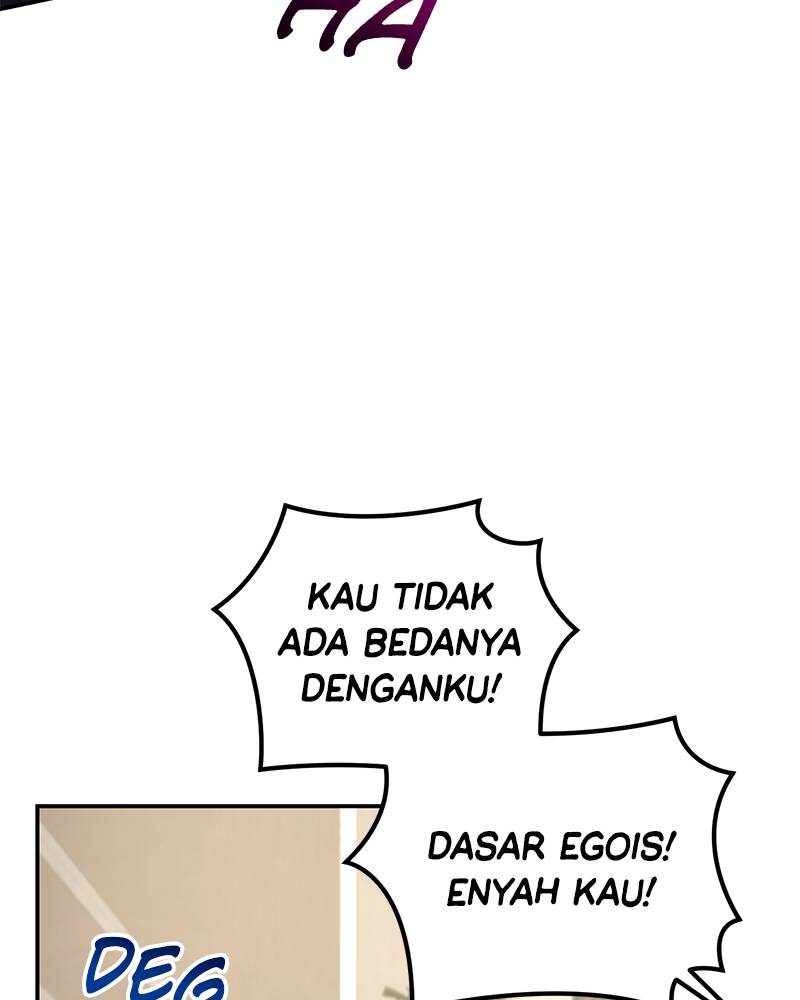 HA
KAU TIDAK
ADA BEDANYA
DENGANKU!
DASAR EGOIS!
ENYAH KAU!
DEG